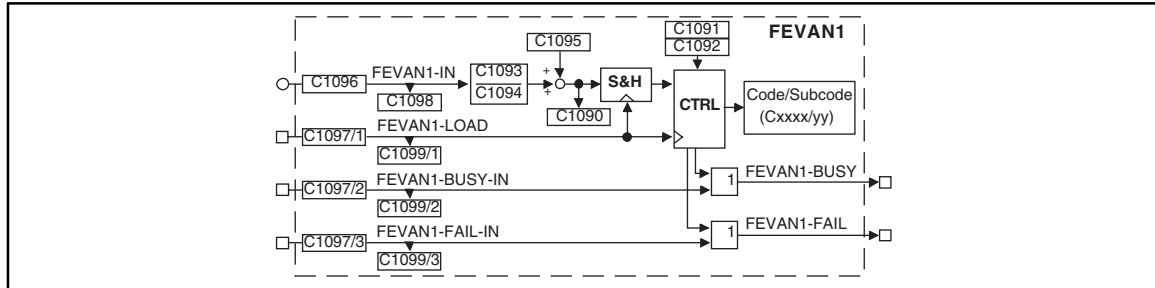 C1091
FEVAN1
C1095
C1092
C1096
FEVAN1-IN
C1093
C1094
+
+
S&H
CTRL
Code/Subcode
(Cxxxx/yy)
C1098
C1090
C1097/1
FEVAN1-LOAD
C1099/1
C1097/2
FEVAN1-BUSY-IN
1
FEVAN1-BUSY
C1099/2
C1097/3
FEVAN1-FAIL-IN
1
FEVAN1-FAIL
C1099/3